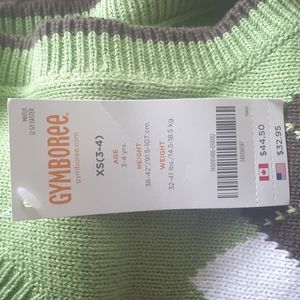 GYMBOREE
gymboree.com
XS(3-4)
AGE
3-4 yrs.
HEIGHT
36-42"/91.5-107 cm.
WEIGHT
32-41 lbs./14.5-18.5 kg.
$44.50
$32.95